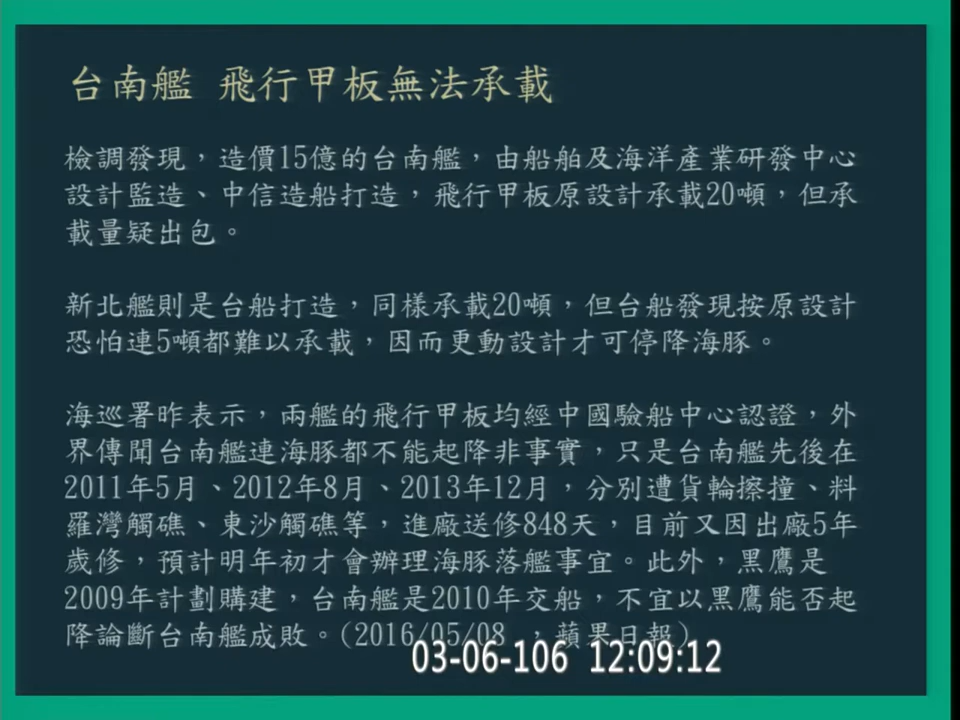 台南艦 飛行甲板無法承載
檢調發現，造價15億的台南艦，由船舶及海洋產業研發中心
設計監造、中信造船打造，飛行甲板原設計承載20噸，但承
載量疑出包。
新北艦則是台船打造，同樣承載20噸，但台船發現按原設計
恐怕連5噸都難以承載，因而更動設計才可停降海豚。
海巡署昨表示，兩艦的飛行甲板均經中國驗船中心認證，外
界傳聞台南艦連海豚都不能起降非事實，只是台南艦先後在
2011年5月、2012年8月、2013年12月，分別遭貨輪擦撞、料
羅灣觸礁、東沙觸礁等，進廠送修848天，目前又因出廠5年
歲修，預計明年初才會辦理海豚落艦事宜。此外，黑鷹是
2009年計劃購建，台南艦是2010年交船，不宜以黑鷹能否起
降論斷台南艦成敗。(2016/05/08 ，蘋果日報)
03-06-106 12:09:12